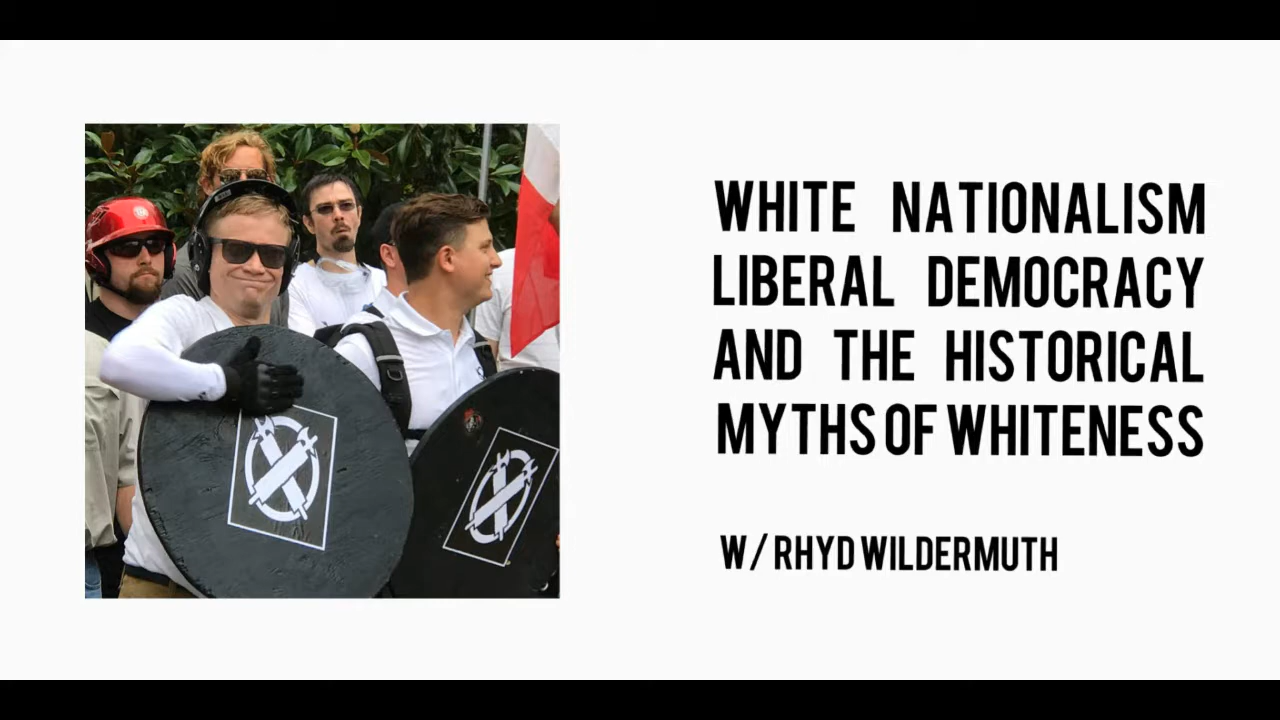 WHITE NATIONALISM
LIBERAL DEMOCRACY
AND THE HISTORICAL
MYTHS OF WHITENESS
W/ RHYD WILDERMUTH